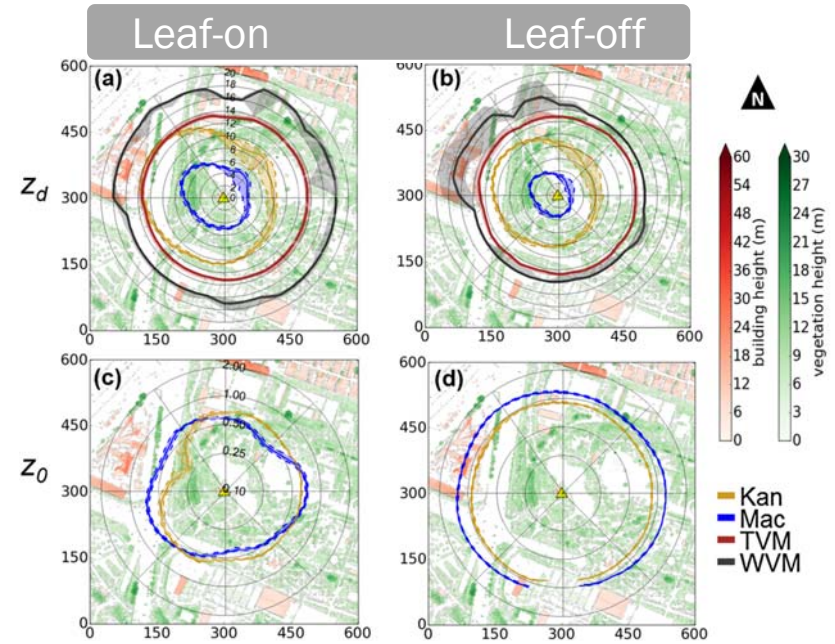 Leaf-on Leaf-off
(a) (b)
600 600
450 450
300 300
150 150
0 0
0 150 300 450 600 0 150 300 450 600
20
18
16
14
12
10
8
6
4
2
0
z_d
(c) (d)
600 600
450 450
300 300
150 150
0 0
0 150 300 450 600 0 150 300 450 600
2.00
1.00
0.50
0.25
0.10
z_0
N
60 30
54 27
48 24
42 21
36 18
30 15
24 12
18 9
12 6
6 3
0 0
building height (m)
vegetation height (m)
Kan
Mac
TVM
WVM